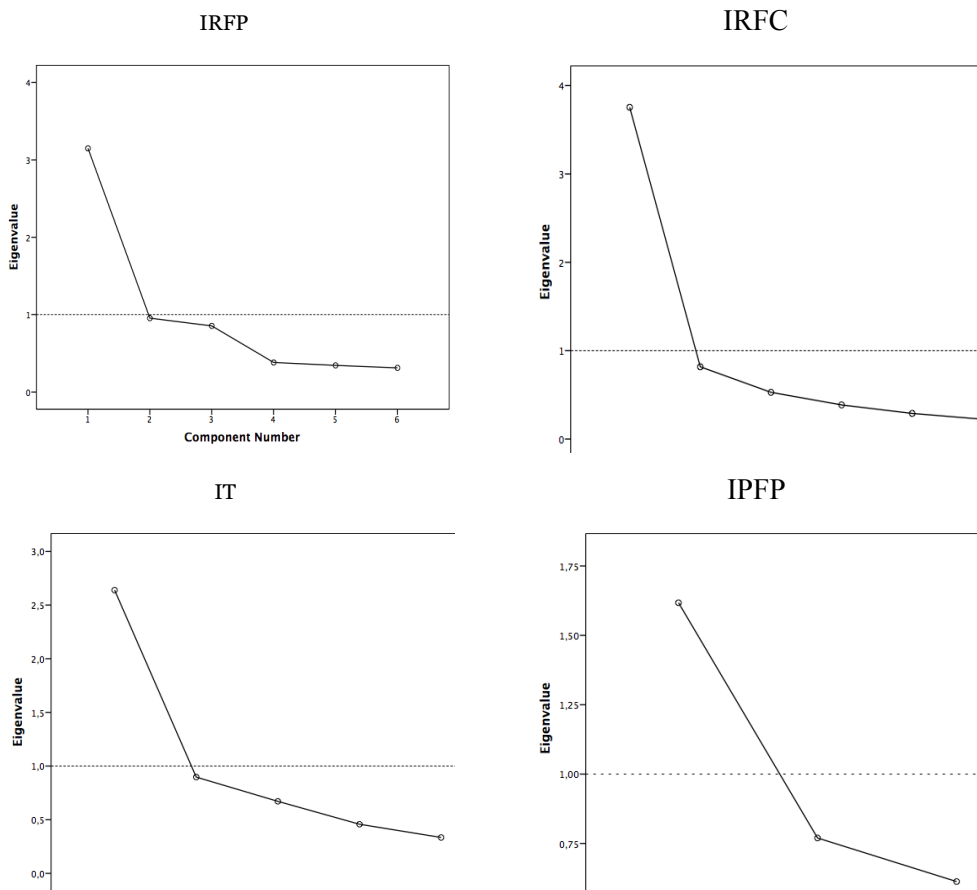 IRFP
4
3
2
1
0
Eigenvalue
1 2 3 4 5 6
Component Number
IRFC
4
3
2
1
0
Eigenvalue
IT
3,0
2,5
2,0
1,5
1,0
0,5
0,0
Eigenvalue
IPFP
1,75
1,50
1,25
1,00
0,75
Eigenvalue